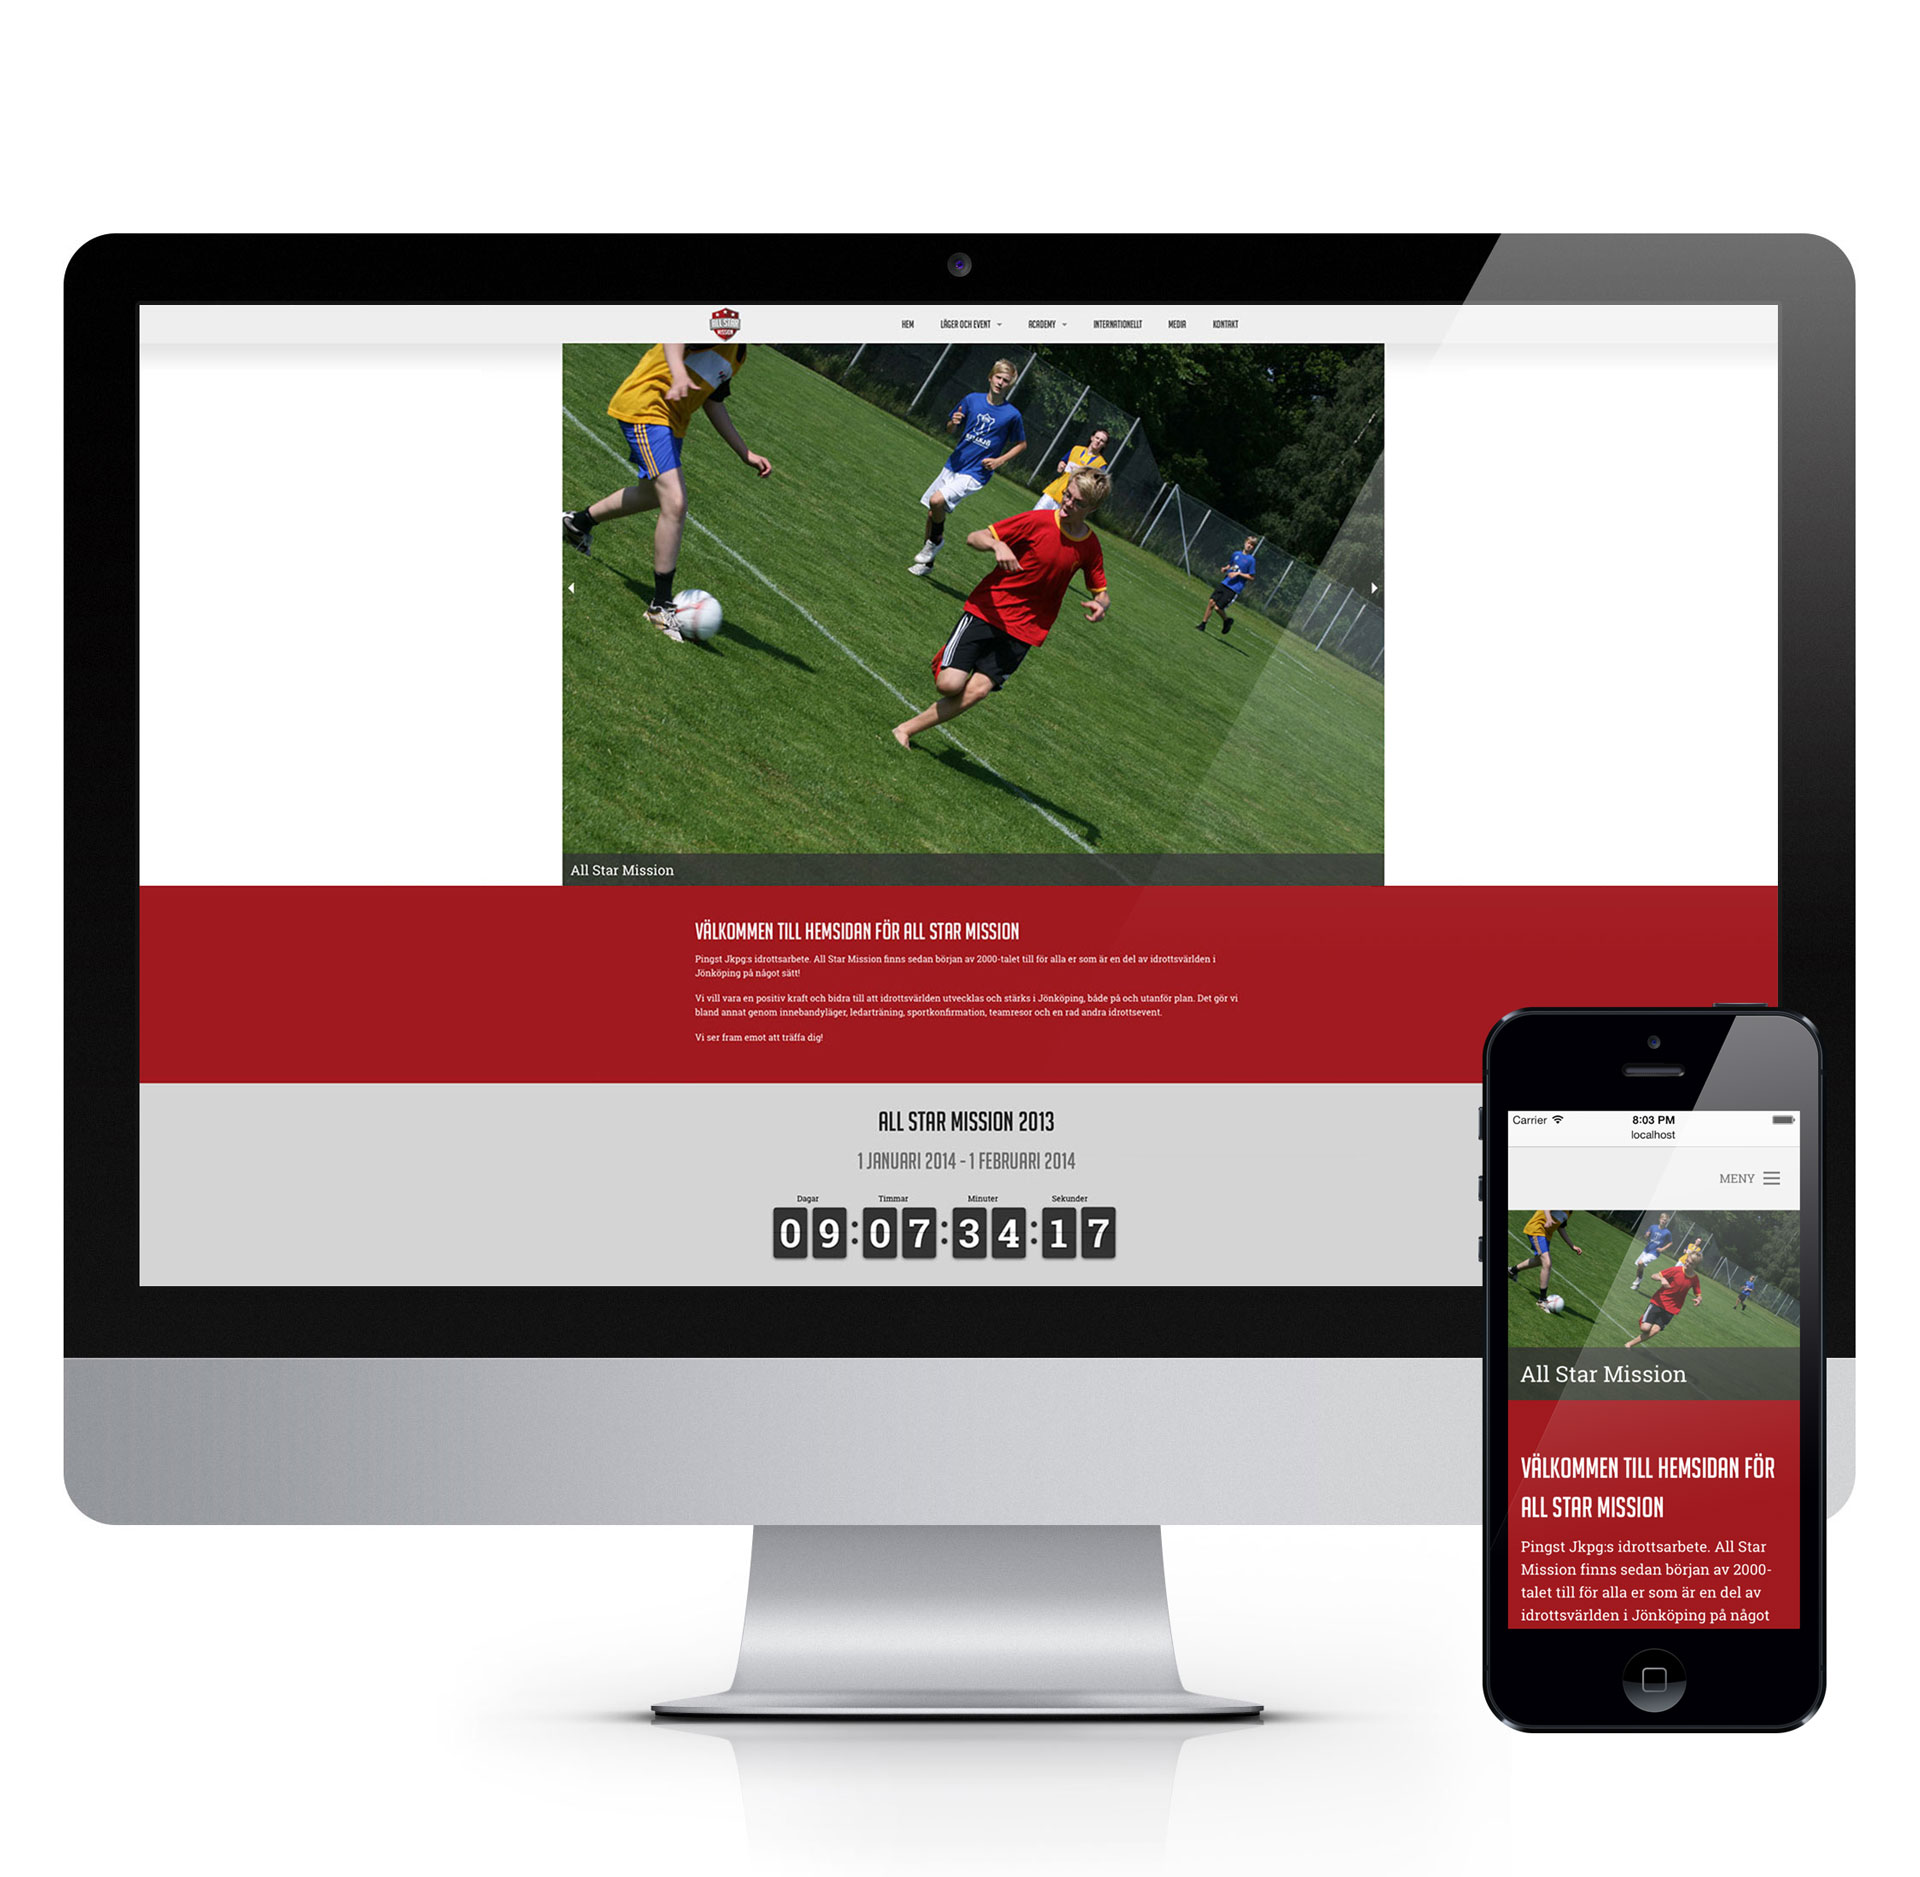 ALL STAR
MISSION
HEM LÄGER OCH EVENT ACADEMY INTERNATIONELLT MEDIA KONTAKT
All Star Mission
VÄLKOMMEN TILL HEMSIDAN FÖR ALL STAR MISSION
Pingst Jkpg:s idrottsarbete. All Star Mission finns sedan början av 2000-talet till för alla er som är en del av idrottsvärlden i
Jönköping på något sätt!
Vi vill vara en positiv kraft och bidra till att idrottsvärlden utvecklas och stärks i Jönköping, både på och utanför plan. Det gör vi
bland annat genom innebandyläger, ledarträning, sportkonfirmation, teamresor och en rad andra idrottsevent.
Vi ser fram emot att träffa dig!
ALL STAR MISSION 2013
1 JANUARI 2014 - 1 FEBRUARI 2014
Dagar Timmar Minuter Sekunder
09:07:34:17
Carrier 8:03 PM
localhost
MENY
All Star Mission
VÄLKOMMEN TILL HEMSIDAN FÖR
ALL STAR MISSION
Pingst Jkpg:s idrottsarbete. All Star
Mission finns sedan början av 2000-
talet till för alla er som är en del av
idrottsvärlden i Jönköping på något